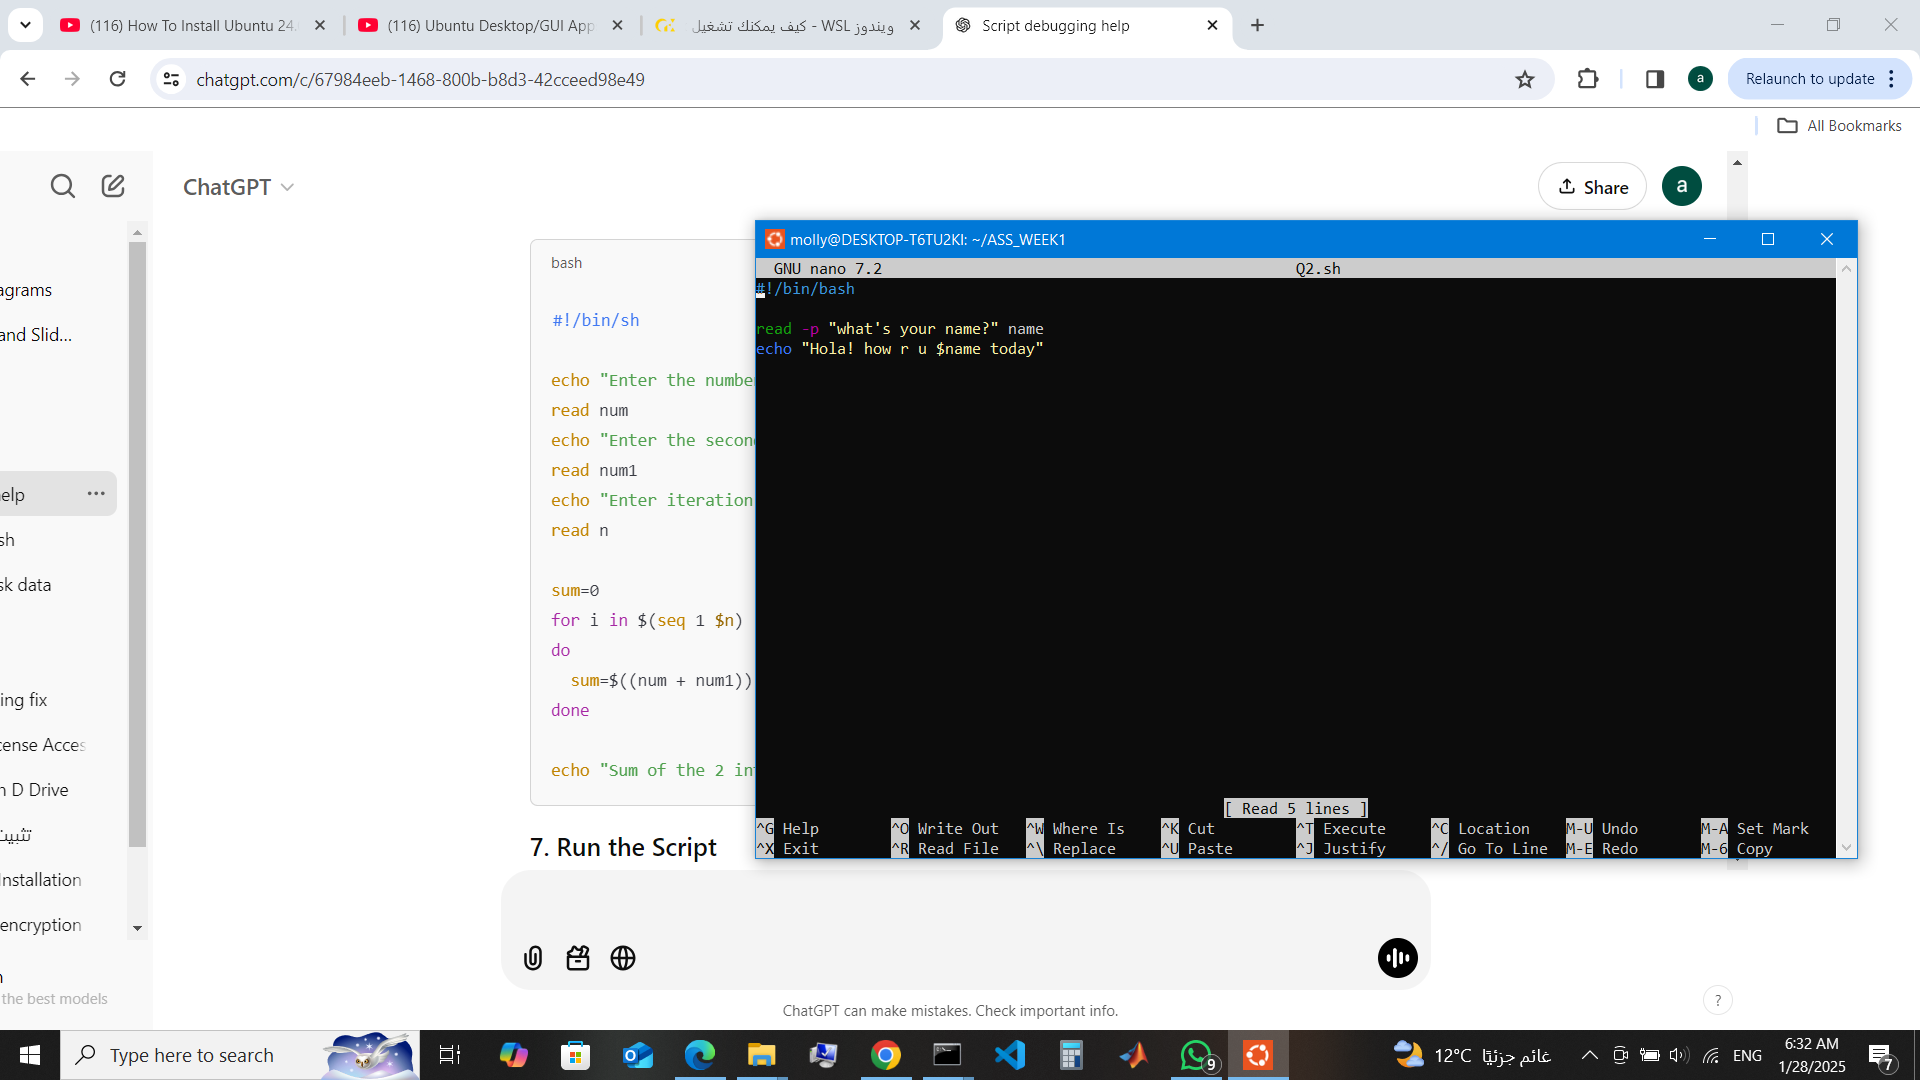 (116) How To Install Ubuntu 24.
(116) Ubuntu Desktop/GUI App
ويندوز WSL - كيف يمكنك تشغيل
Script debugging help
chatgpt.com/c/67984eeb-1468-800b-b8d3-42cceed98e49
a
Relaunch to update
All Bookmarks
ChatGPT
Share
a
agrams
and Slid...
elp
sh
sk data
ing fix
cense Acces
n D Drive
تثبيت
Installation
encryption
n
the best models
bash
#!/bin/sh
echo "Enter the number
read num
echo "Enter the second
read num1
echo "Enter iteration
read n
sum=0
for i in $(seq 1 $n)
do
sum=$((num + num1))
done
echo "Sum of the 2 int
7. Run the Script
molly@DESKTOP-T6TU2KI: ~/ASS_WEEK1
GNU nano 7.2 Q2.sh
#!/bin/bash
read -p "what's your name?" name
echo "Hola! how r u $name today"
[ Read 5 lines ]
^G Help ^O Write Out ^W Where Is ^K Cut ^T Execute ^C Location M-U Undo M-A Set Mark
^X Exit ^R Read File ^\ Replace ^U Paste ^J Justify ^/ Go To Line M-E Redo M-6 Copy
ChatGPT can make mistakes. Check important info.
?
Type here to search
9
12°C غائم جزئيًا
ENG
6:32 AM
1/28/2025
7